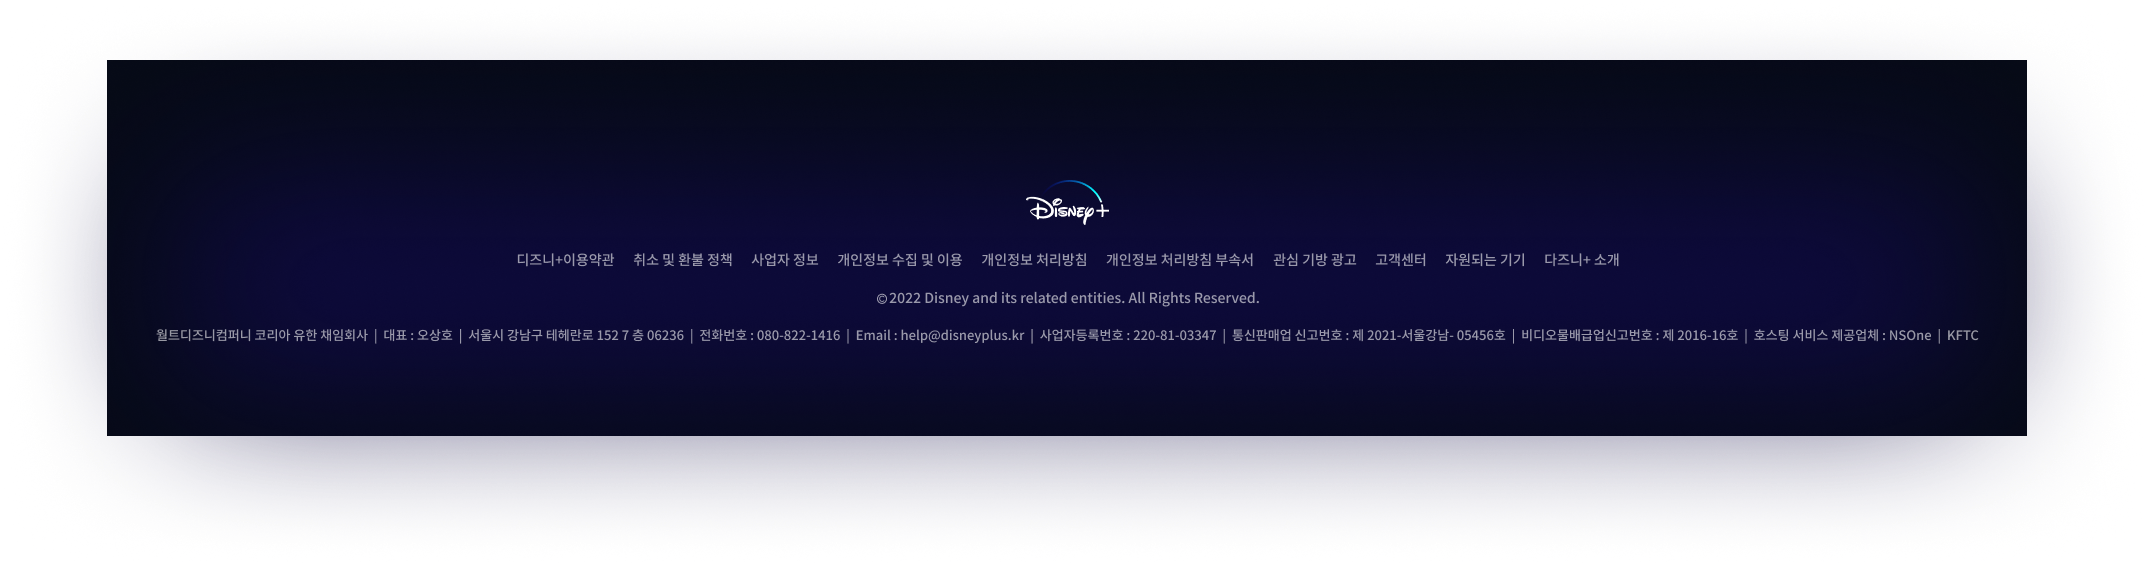 Disney+
디즈니+이용약관 취소 및 환불 정책 사업자 정보 개인정보 수집 및 이용 개인정보 처리방침 개인정보 처리방침 부속서 관심 기방 광고 고객센터 자원되는 기기 다즈니+ 소개
©2022 Disney and its related entities. All Rights Reserved.
월트디즈니컴퍼니 코리아 유한 채임회사 | 대표 : 오상호 | 서울시 강남구 테헤란로 152 7 층 06236 | 전화번호 : 080-822-1416 | Email : help@disneyplus.kr | 사업자등록번호 : 220-81-03347 | 통신판매업 신고번호 : 제 2021-서울강남- 05456호 | 비디오물배급업신고번호 : 제 2016-16호 | 호스팅 서비스 제공업체 : NSOne | KFTC